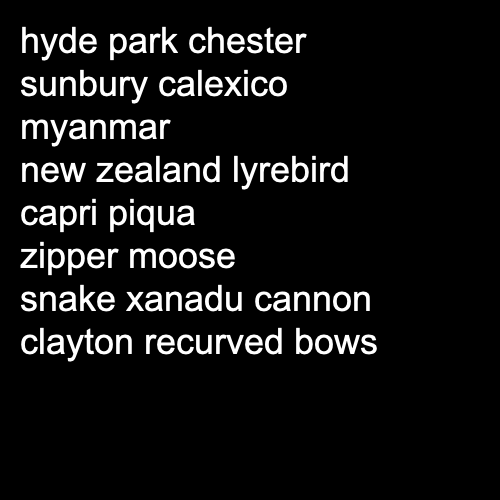 hyde park chester
sunbury calexico
myanmar
new zealand lyrebird
capri piqua
zipper moose
snake xanadu cannon
clayton recurved bows